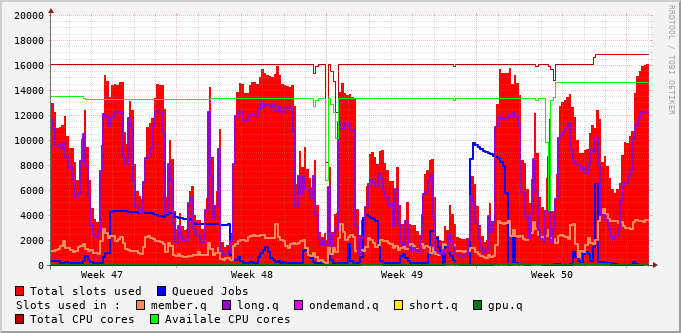 20000
18000
16000
14000
12000
10000
8000
6000
4000
2000
0
Week 47 Week 48 Week 49 Week 50
RRDTOOL / TOBI OETIKER
Total slots used Queued Jobs
Slots used in : member.q long.q ondemand.q short.q gpu.q
Total CPU cores Availale CPU cores